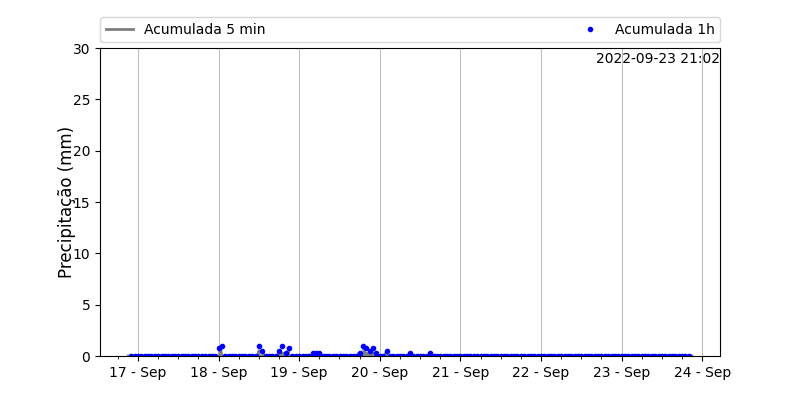 Acumulada 5 min
Acumulada 1h
2022-09-23 21:02
Precipitação (mm)
30
25
20
15
10
5
0
17 - Sep
18 - Sep
19 - Sep
20 - Sep
21 - Sep
22 - Sep
23 - Sep
24 - Sep